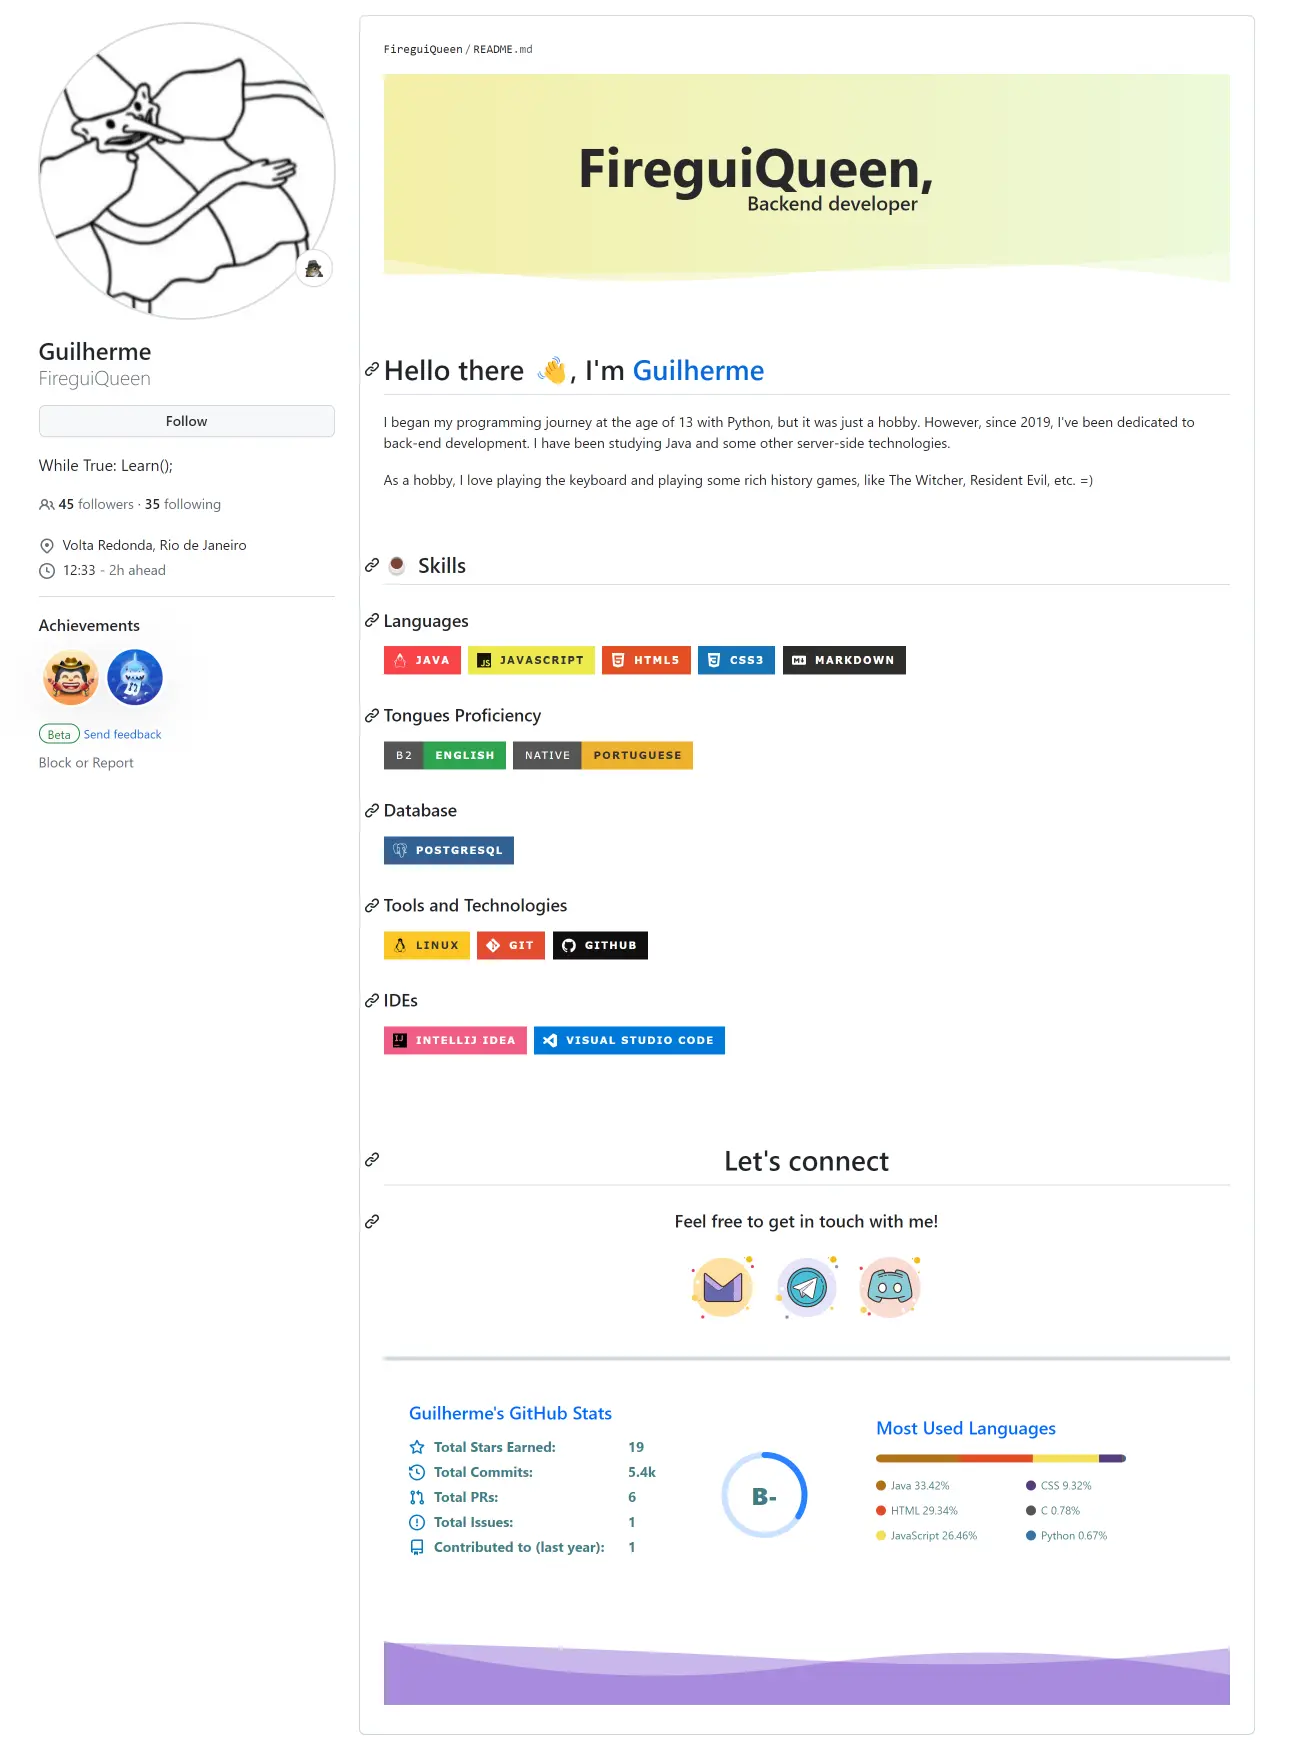 Guilherme
FireguiQueen
Follow
While True: Learn();
45 followers · 35 following
Volta Redonda, Rio de Janeiro
12:33 - 2h ahead
Achievements
Beta Send feedback
Block or Report
FireguiQueen / README.md
FireguiQueen,
Backend developer
Hello there 👋, I'm Guilherme
I began my programming journey at the age of 13 with Python, but it was just a hobby. However, since 2019, I've been dedicated to
back-end development. I have been studying Java and some other server-side technologies.
As a hobby, I love playing the keyboard and playing some rich history games, like The Witcher, Resident Evil, etc. =)
Skills
Languages
JAVA JS JAVASCRIPT HTML5 CSS3 MARKDOWN
Tongues Proficiency
B2 ENGLISH NATIVE PORTUGUESE
Database
POSTGRESQL
Tools and Technologies
LINUX GIT GITHUB
IDEs
IJ INTELLIJ IDEA VISUAL STUDIO CODE
Let's connect
Feel free to get in touch with me!
Guilherme's GitHub Stats
Total Stars Earned: 19
Total Commits: 5.4k
Total PRs: 6
Total Issues: 1
Contributed to (last year): 1
B-
Most Used Languages
Java 33.42% CSS 9.32%
HTML 29.34% C 0.78%
JavaScript 26.46% Python 0.67%